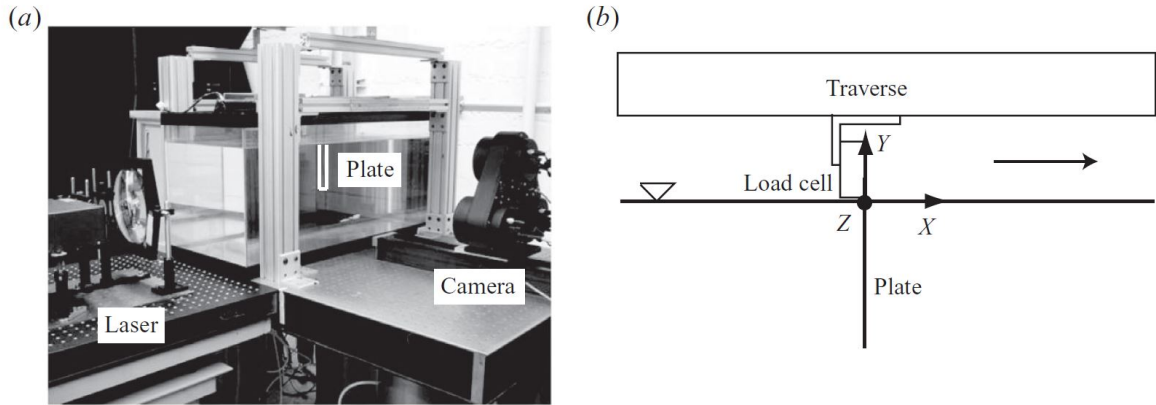 (a)
Plate
Camera
Laser
(b)
Traverse
Y
Load cell
Z
X
Plate